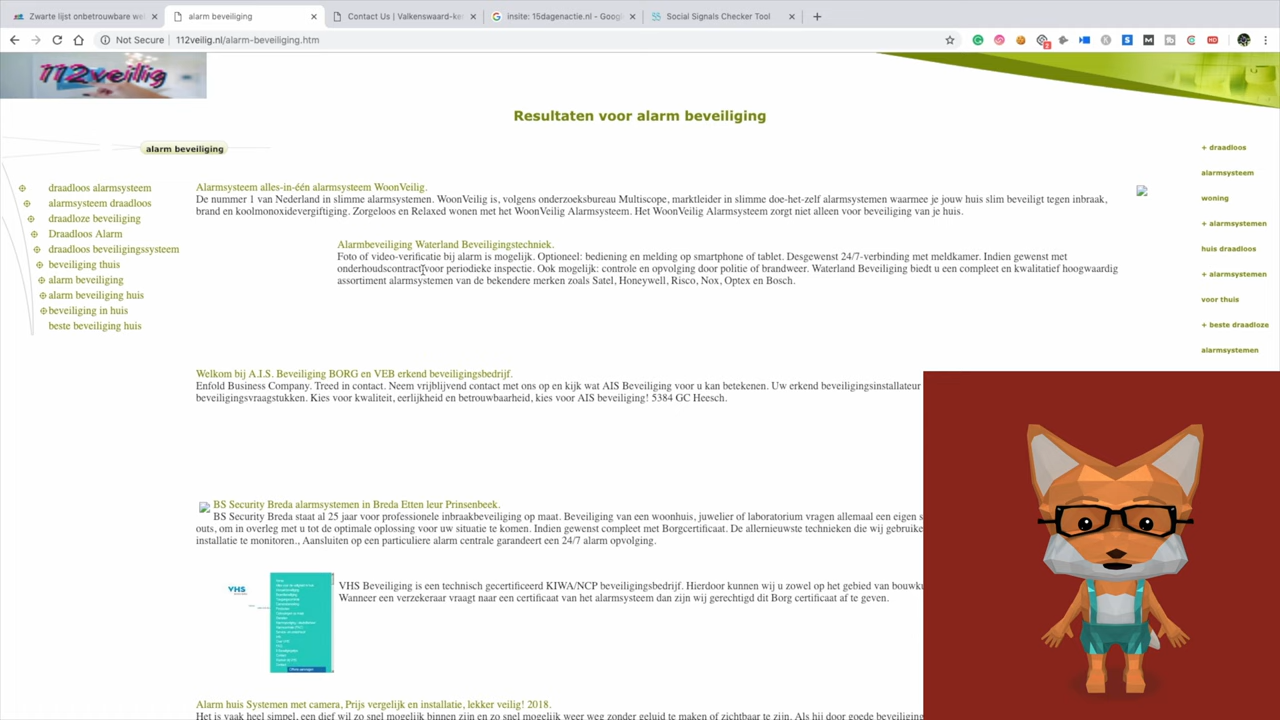 Zwarte lijst onbetrouwbare we
alarm beveiliging
Contact Us | Valkenswaard-ke
insite: 15dagenactie.nl - Goog
Social Signals Checker Tool
Not Secure
112veilig.nl/alarm-beveiliging.htm
112veilig
Resultaten voor alarm beveiliging
alarm beveiliging
draadloos alarmsysteem
alarmsysteem draadloos
draadloze beveiliging
Draadloos Alarm
draadloos beveiligingssysteem
beveiliging thuis
alarm beveiliging
alarm beveiliging huis
beveiliging in huis
beste beveiliging huis
Alarmsysteem alles-in-één alarmsysteem WoonVeilig.
De nummer 1 van Nederland in slimme alarmsystemen. WoonVeilig is, volgens onderzoeksbureau Multiscope, marktleider in slimme doe-het-zelf alarmsystemen waarmee je jouw huis slim beveiligt tegen inbraak,
brand en koolmonoxidevergiftiging. Zorgeloos en Relaxed wonen met het WoonVeilig Alarmsysteem. Het WoonVeilig Alarmsysteem zorgt niet alleen voor beveiliging van je huis.
Alarmbeveiliging Waterland Beveiligingstechniek.
Foto of video-verificatie bij alarm is mogelijk. Optioneel: bediening en melding op smartphone of tablet. Desgewenst 24/7-verbinding met meldkamer. Indien gewenst met
onderhoudscontract voor periodieke inspectie. Ook mogelijk: controle en opvolging door politie of brandweer. Waterland Beveiliging biedt u een compleet en kwalitatief hoogwaardig
assortiment alarmsystemen van de bekendere merken zoals Satel, Honeywell, Risco, Nox, Optex en Bosch.
Welkom bij A.I.S. Beveiliging BORG en VEB erkend beveiligingsbedrijf.
Enfold Business Company. Treed in contact. Neem vrijblijvend contact met ons op en kijk wat AIS Beveiliging voor u kan betekenen. Uw erkend beveiligingsinstallateur
beveiligingsvraagstukken. Kies voor kwaliteit, eerlijkheid en betrouwbaarheid, kies voor AIS beveiliging! 5384 GC Heesch.
BS Security Breda alarmsystemen in Breda Etten leur Prinsenbeek.
BS Security Breda staat al 25 jaar voor professionele inbraakbeveiliging op maat. Beveiliging van een woonhuis, juwelier of laboratorium vragen allemaal een eigen s
outs, om in overleg met u tot de optimale oplossing voor uw situatie te komen. Indien gewenst compleet met Borgcertificaat. De allernieuwste technieken die wij gebruike
installatie te monitoren., Aansluiten op een particuliere alarm centrale garandeert een 24/7 alarm opvolging.
VHS
VHS Beveiliging is een technisch gecertificeerd KIWA/NCP beveiligingsbedrijf. Hierdoor kunnen wij u zowel op het gebied van bouwku
Wanneer een verzekeraar vraagt naar een certificaat van het alarmsysteem dan zijn wij gerechtigd dit Borg certificaat af te geven.
Alarm huis Systemen met camera, Prijs vergelijk en installatie, lekker veilig! 2018.
Het is vaak heel simpel, een dief wil zo snel mogelijk binnen zijn en zo snel mogelijk weer weg zonder geluid te maken of zichtbaar te zijn. Als hij door goede beveiliging
+ draadloos
alarmsysteem
woning
+ alarmsystemen
huis draadloos
+ alarmsystemen
voor thuis
+ beste draadloze
alarmsystemen